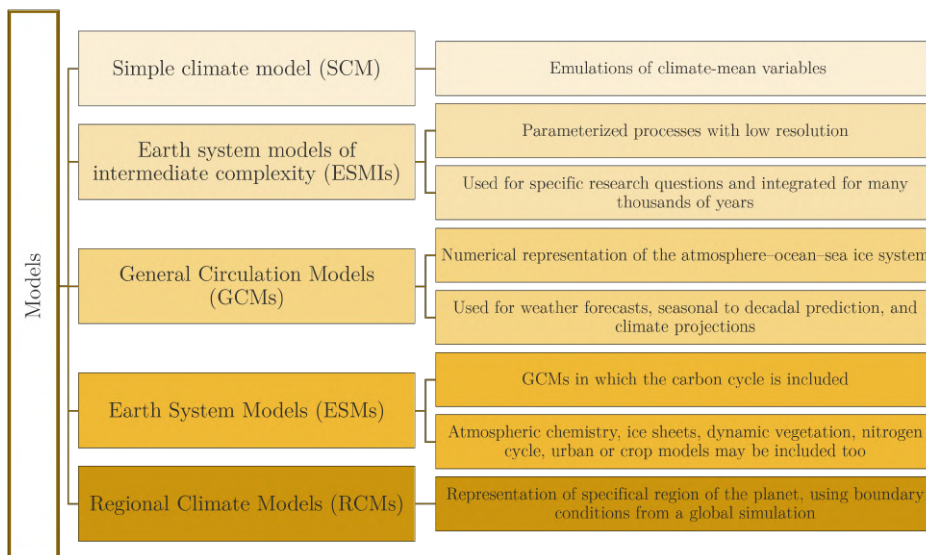 Models
Simple climate model (SCM)
Emulations of climate-mean variables
Earth system models of
intermediate complexity (ESMIs)
Parameterized processes with low resolution
Used for specific research questions and integrated for many
thousands of years
General Circulation Models
(GCMs)
Numerical representation of the atmosphere–ocean–sea ice system
Used for weather forecasts, seasonal to decadal prediction, and
climate projections
Earth System Models (ESMs)
GCMs in which the carbon cycle is included
Atmospheric chemistry, ice sheets, dynamic vegetation, nitrogen
cycle, urban or crop models may be included too
Regional Climate Models (RCMs)
Representation of specifical region of the planet, using boundary
conditions from a global simulation